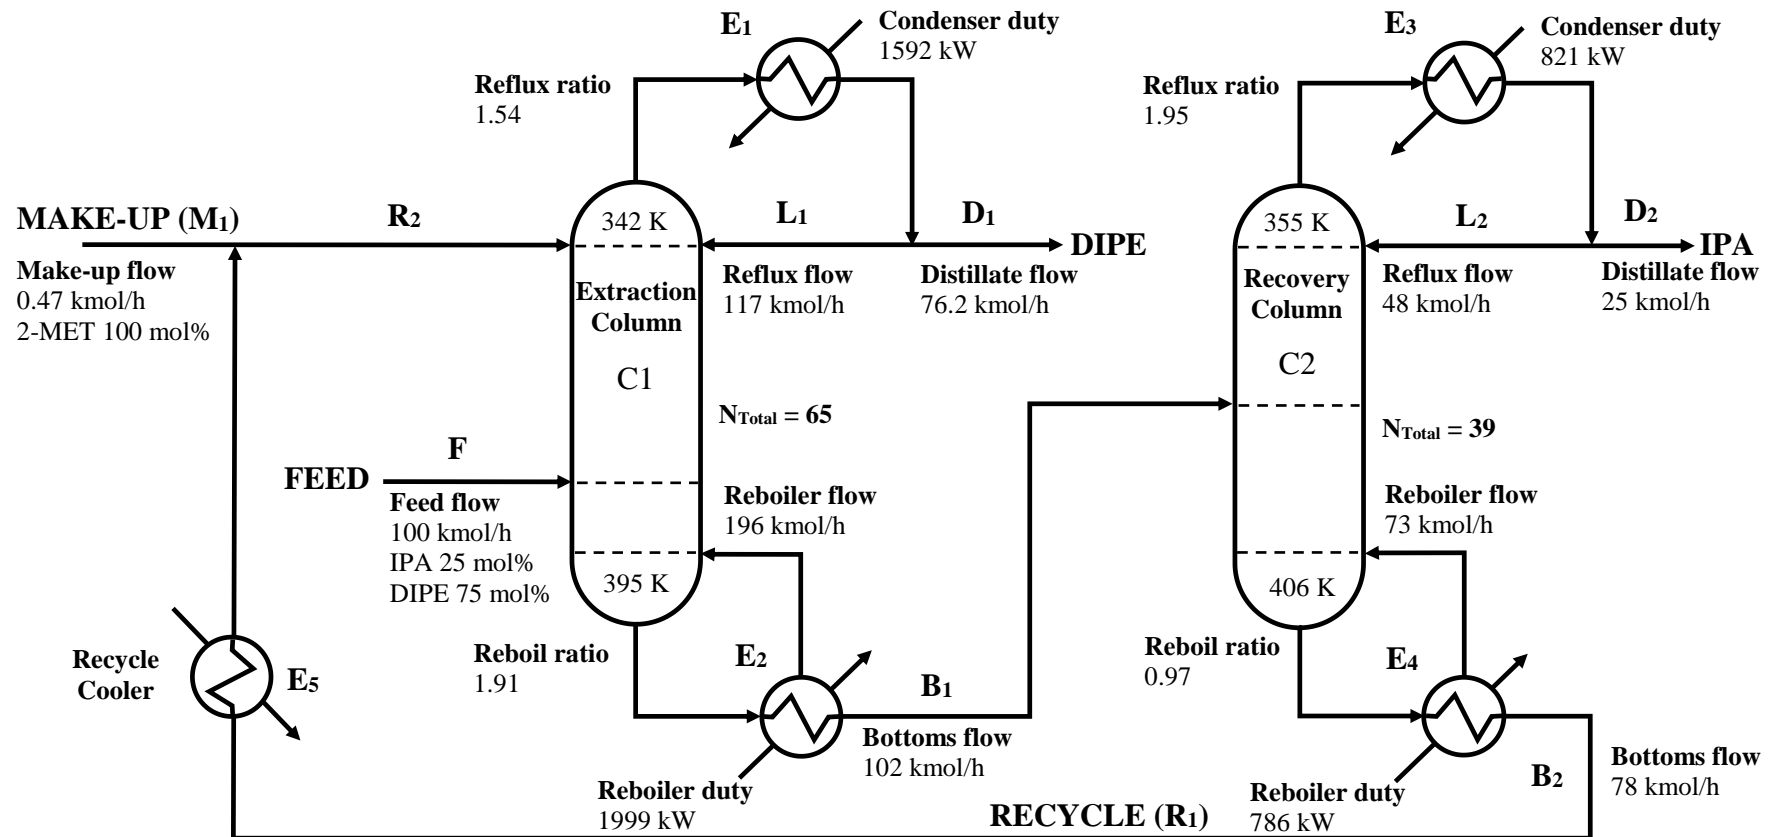 E1
Condenser duty
1592 kW
Reflux ratio
1.54
E3
Condenser duty
821 kW
Reflux ratio
1.95
MAKE-UP (M1)
R2
342 K
L1
D1
DIPE
Make-up flow
0.47 kmol/h
2-MET 100 mol%
Extraction
Column
C1
Reflux flow
117 kmol/h
Distillate flow
76.2 kmol/h
355 K
L2
D2
IPA
Recovery
Column
C2
Reflux flow
48 kmol/h
Distillate flow
25 kmol/h
NTotal = 65
NTotal = 39
F
FEED
Feed flow
100 kmol/h
IPA 25 mol%
DIPE 75 mol%
Reboiler flow
196 kmol/h
Reboiler flow
73 kmol/h
395 K
406 K
Recycle
Cooler
E5
Reboil ratio
1.91
E2
B1
Bottoms flow
102 kmol/h
Reboiler duty
1999 kW
Reboil ratio
0.97
E4
B2
Bottoms flow
78 kmol/h
Reboiler duty
786 kW
RECYCLE (R1)